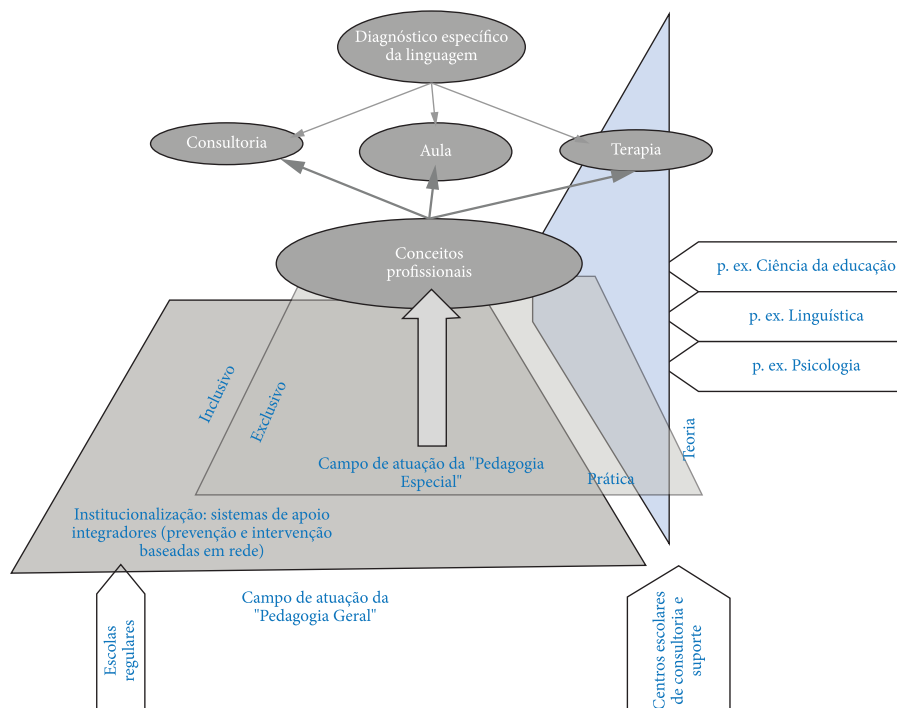 Diagnóstico específico
da linguagem
Consultoria
Aula
Terapia
Conceitos
profissionais
p. ex. Ciência da educação
p. ex. Linguística
p. ex. Psicologia
Inclusivo
Exclusivo
Teoria
Campo de atuação da "Pedagogia
Especial"
Prática
Institucionalização: sistemas de apoio
integradores (prevenção e intervenção
baseadas em rede)
Campo de atuação da
"Pedagogia Geral"
Escolas
regulares
Centros escolares
de consultoria e
suporte